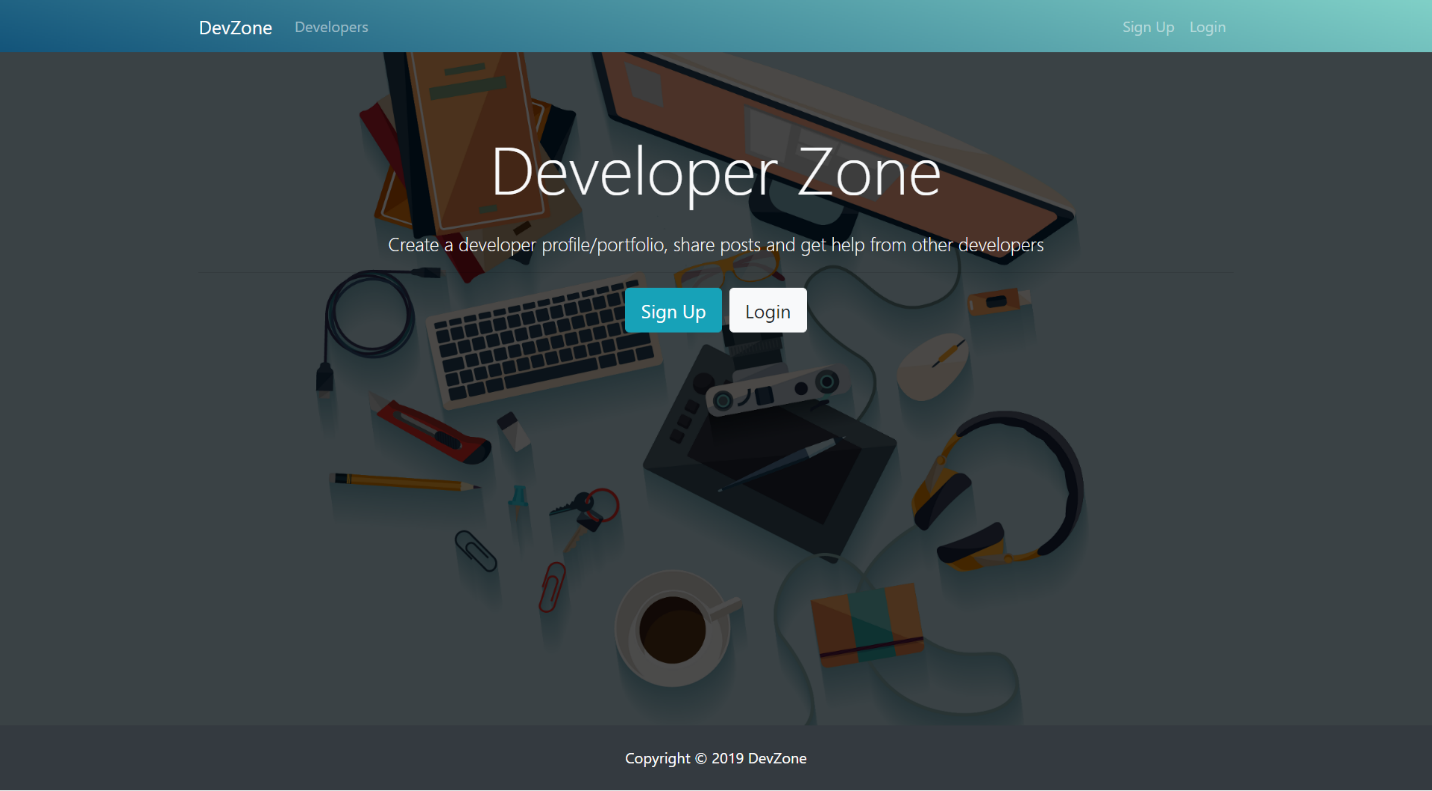 DevZone Developers Sign Up Login
Developer Zone
Create a developer profile/portfolio, share posts and get help from other developers
Sign Up Login
Copyright © 2019 DevZone